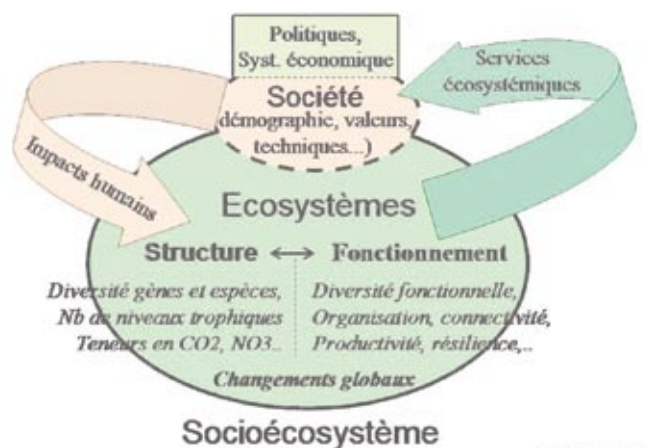 Politiques,
Syst. économique
Services
écosystémiques
Société
démographie, valeurs,
techniques...)
Impacts humains
Ecosystèmes
Structure ↔ Fonctionnement
Diversité gènes et espèces,
Nb de niveaux trophiques
Teneurs en CO2, NO3..
Diversité fonctionnelle,
Organisation, connectivité,
Productivité, résilience,..
Changements globaux
Socioécosystème